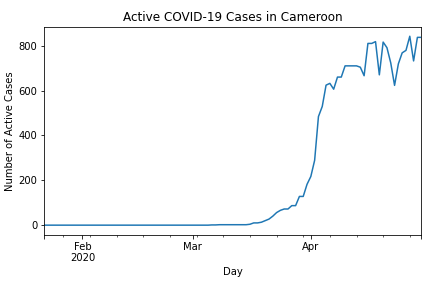 Active COVID-19 Cases in Cameroon
Number of Active Cases
800
600
400
200
0
Feb
2020
Mar
Apr
Day